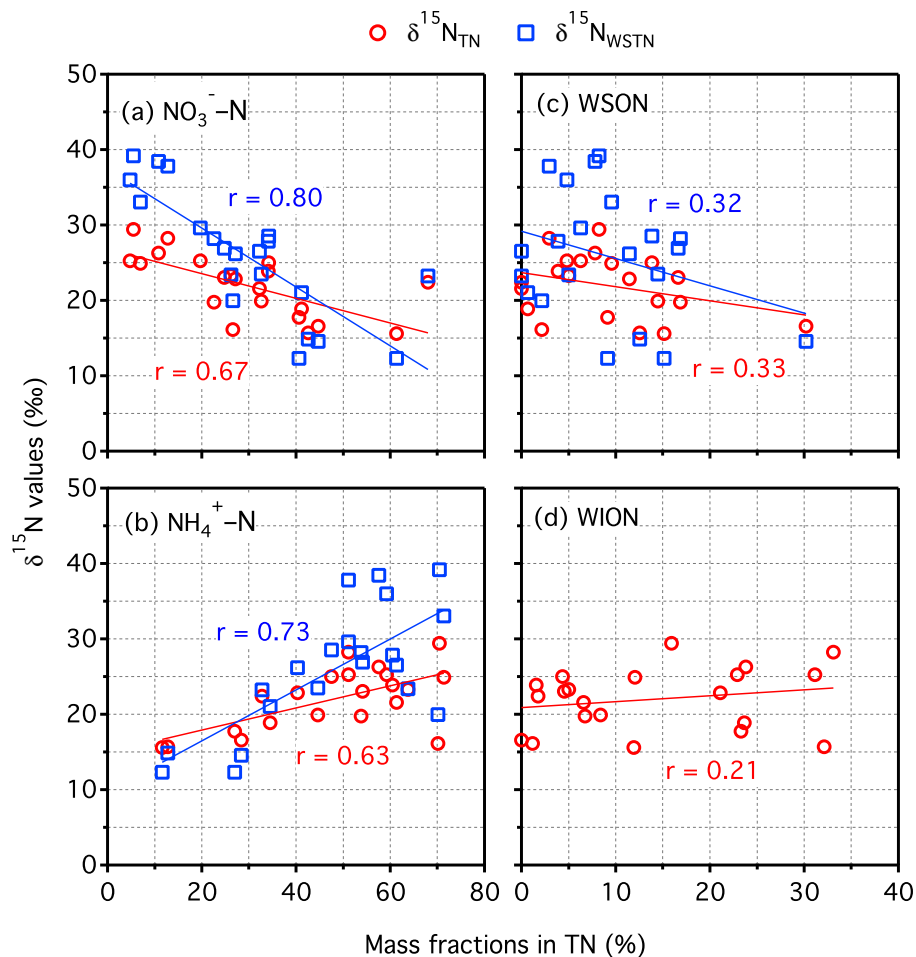 δ¹⁵N_TN δ¹⁵N_WSTN
50
40
30
20
10
0
(a) NO₃⁻–N
r = 0.80
r = 0.67
(c) WSON
r = 0.32
r = 0.33
δ¹⁵N values (‰)
50
40
30
20
10
0
(b) NH₄⁺–N
r = 0.73
r = 0.63
(d) WION
r = 0.21
0 20 40 60 80
0 10 20 30 40
Mass fractions in TN (%)